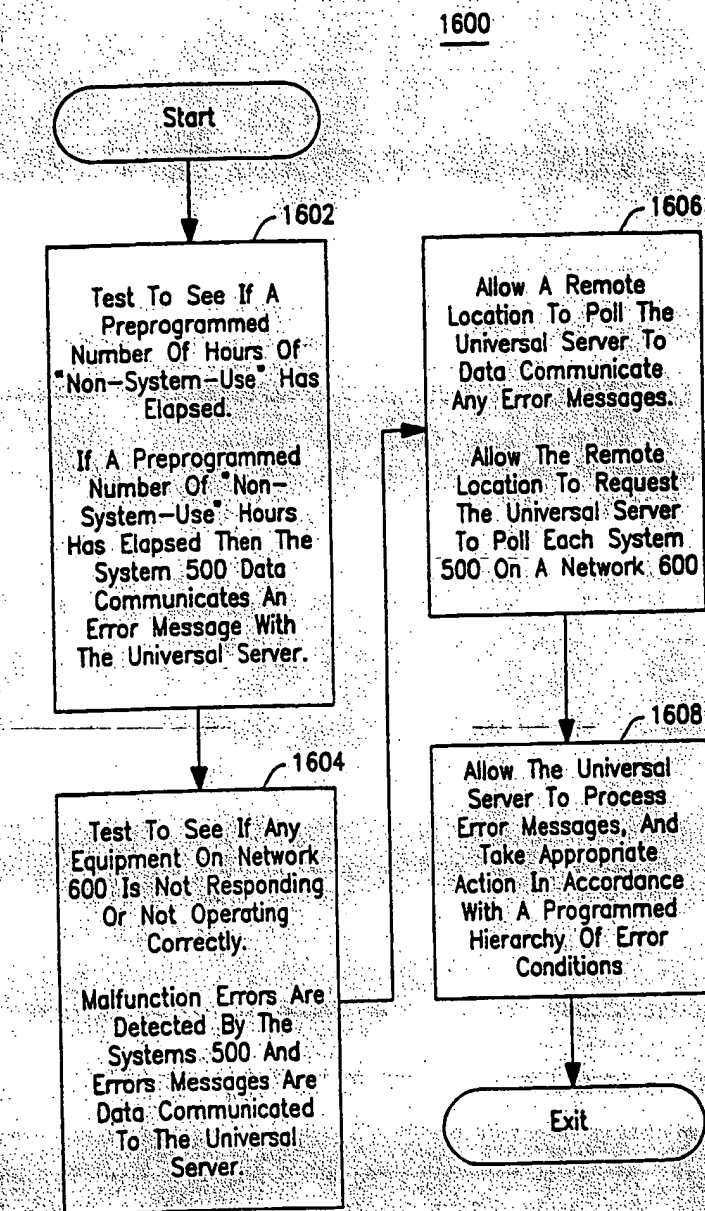 1600
Start
1602
Test To See If A
Preprogrammed
Number Of Hours Of
"Non-System-Use" Has
Elapsed.
If A Preprogrammed
Number Of "Non-
System-Use" Hours
Has Elapsed Then The
System 500 Data
Communicates An
Error Message With
The Universal Server.
1604
Test To See If Any
Equipment On Network
600 Is Not Responding
Or Not Operating
Correctly.
Malfunction Errors Are
Detected By The
Systems 500 And
Errors Messages Are
Data Communicated
To The Universal
Server.
1606
Allow A Remote
Location To Poll The
Universal Server To
Data Communicate
Any Error Messages.
Allow The Remote
Location To Request
The Universal Server
To Poll Each System
500 On A Network 600
1608
Allow The Universal
Server To Process
Error Messages, And
Take Appropriate
Action In Accordance
With A Programmed
Hierarchy Of Error
Conditions
Exit